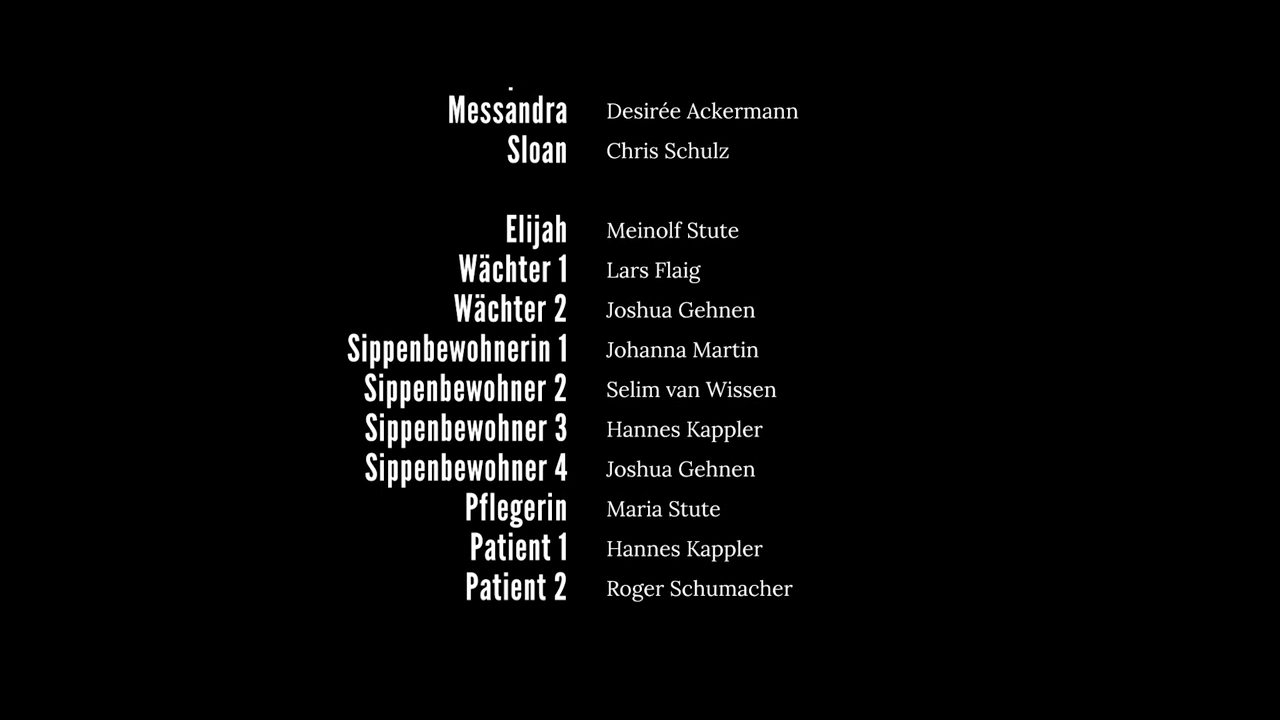 Messandra Desirée Ackermann
Sloan Chris Schulz
Elijah Meinolf Stute
Wächter 1 Lars Flaig
Wächter 2 Joshua Gehnen
Sippenbewohnerin 1 Johanna Martin
Sippenbewohner 2 Selim van Wissen
Sippenbewohner 3 Hannes Kappler
Sippenbewohner 4 Joshua Gehnen
Pflegerin Maria Stute
Patient 1 Hannes Kappler
Patient 2 Roger Schumacher